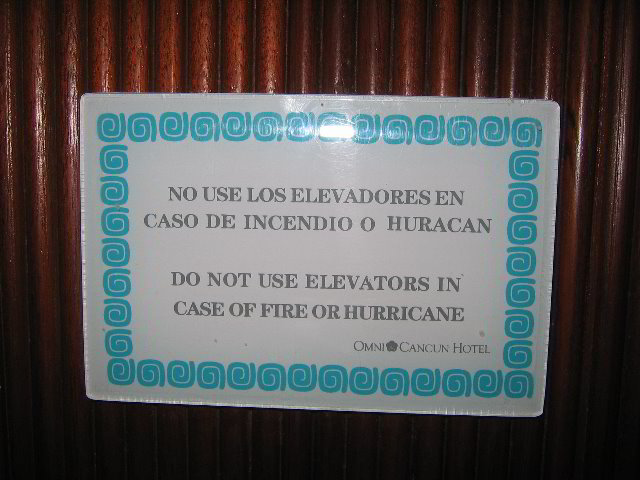 NO USE LOS ELEVADORES EN
CASO DE INCENDIO O HURACAN
DO NOT USE ELEVATORS IN
CASE OF FIRE OR HURRICANE
OMNI CANCUN HOTEL